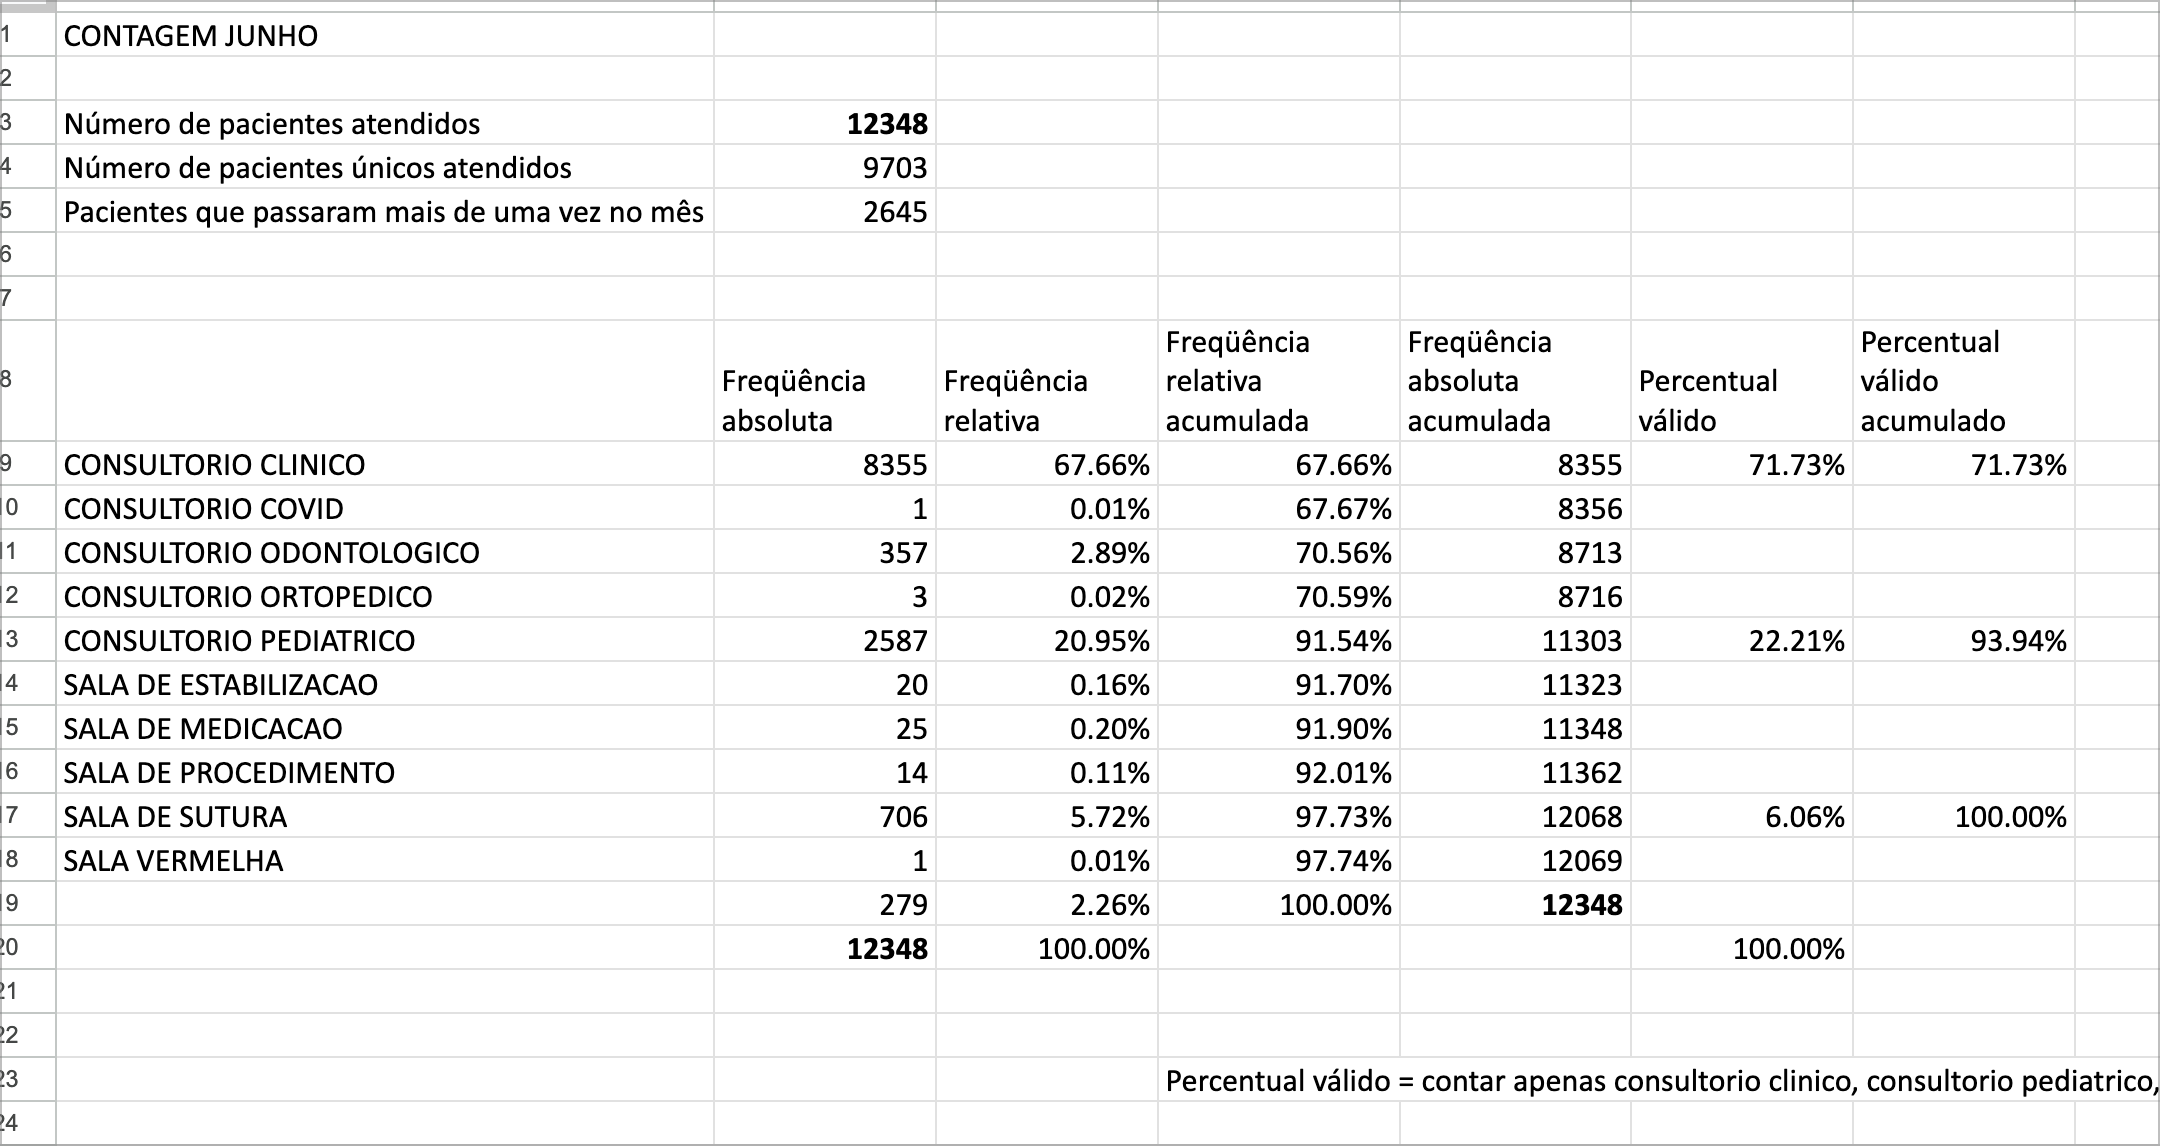 1 CONTAGEM JUNHO
2
3 Número de pacientes atendidos 12348
4 Número de pacientes únicos atendidos 9703
5 Pacientes que passaram mais de uma vez no mês 2645
6
7
8 Freqüência absoluta Freqüência relativa Freqüência relativa acumulada Freqüência absoluta acumulada Percentual válido Percentual válido acumulado
9 CONSULTORIO CLINICO 8355 67.66% 67.66% 8355 71.73% 71.73%
10 CONSULTORIO COVID 1 0.01% 67.67% 8356
11 CONSULTORIO ODONTOLOGICO 357 2.89% 70.56% 8713
12 CONSULTORIO ORTOPEDICO 3 0.02% 70.59% 8716
13 CONSULTORIO PEDIATRICO 2587 20.95% 91.54% 11303 22.21% 93.94%
14 SALA DE ESTABILIZACAO 20 0.16% 91.70% 11323
15 SALA DE MEDICACAO 25 0.20% 91.90% 11348
16 SALA DE PROCEDIMENTO 14 0.11% 92.01% 11362
17 SALA DE SUTURA 706 5.72% 97.73% 12068 6.06% 100.00%
18 SALA VERMELHA 1 0.01% 97.74% 12069
19 279 2.26% 100.00% 12348
20 12348 100.00% 100.00%
21
22
23 Percentual válido = contar apenas consultorio clinico, consultorio pediatrico,
24